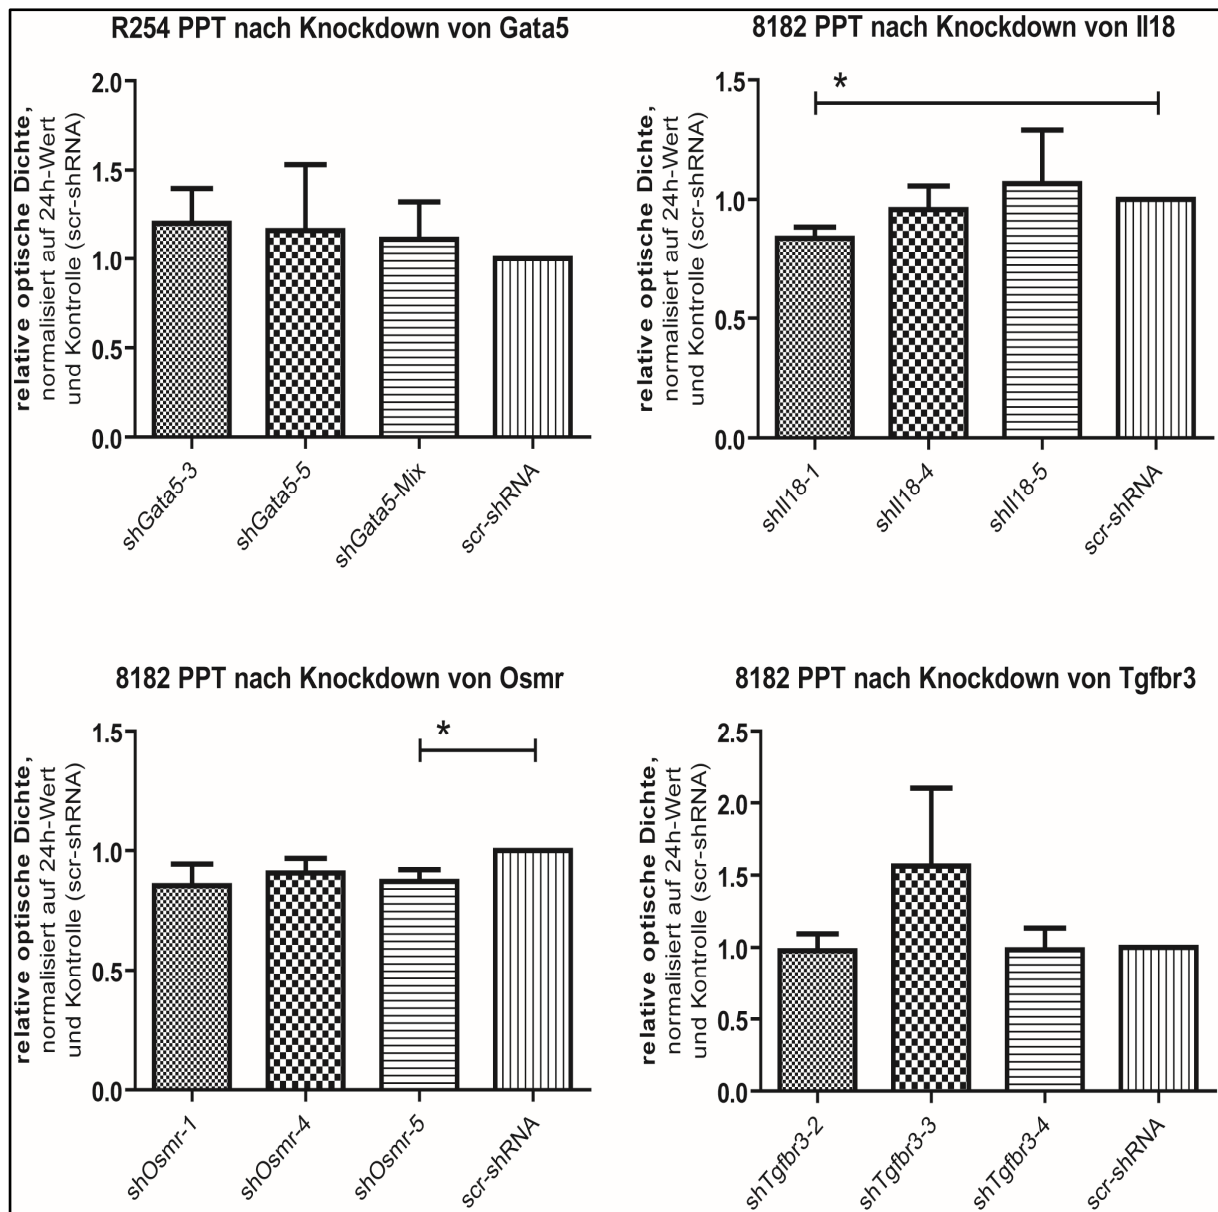 R254 PPT nach Knockdown von Gata5
relative optische Dichte,
normalisiert auf 24h-Wert
und Kontrolle (scr-shRNA)
2.0
1.5
1.0
0.5
0.0
shGata5-3
shGata5-5
shGata5-Mix
scr-shRNA
8182 PPT nach Knockdown von Il18
relative optische Dichte,
normalisiert auf 24h-Wert
und Kontrolle (scr-shRNA)
*
1.5
1.0
0.5
0.0
shIl18-1
shIl18-4
shIl18-5
scr-shRNA
8182 PPT nach Knockdown von Osmr
relative optische Dichte,
normalisiert auf 24h-Wert
und Kontrolle (scr-shRNA)
*
1.5
1.0
0.5
0.0
shOsmr-1
shOsmr-4
shOsmr-5
scr-shRNA
8182 PPT nach Knockdown von Tgfbr3
relative optische Dichte,
normalisiert auf 24h-Wert
und Kontrolle (scr-shRNA)
2.5
2.0
1.5
1.0
0.5
0.0
shTgfbr3-2
shTgfbr3-3
shTgfbr3-4
scr-shRNA